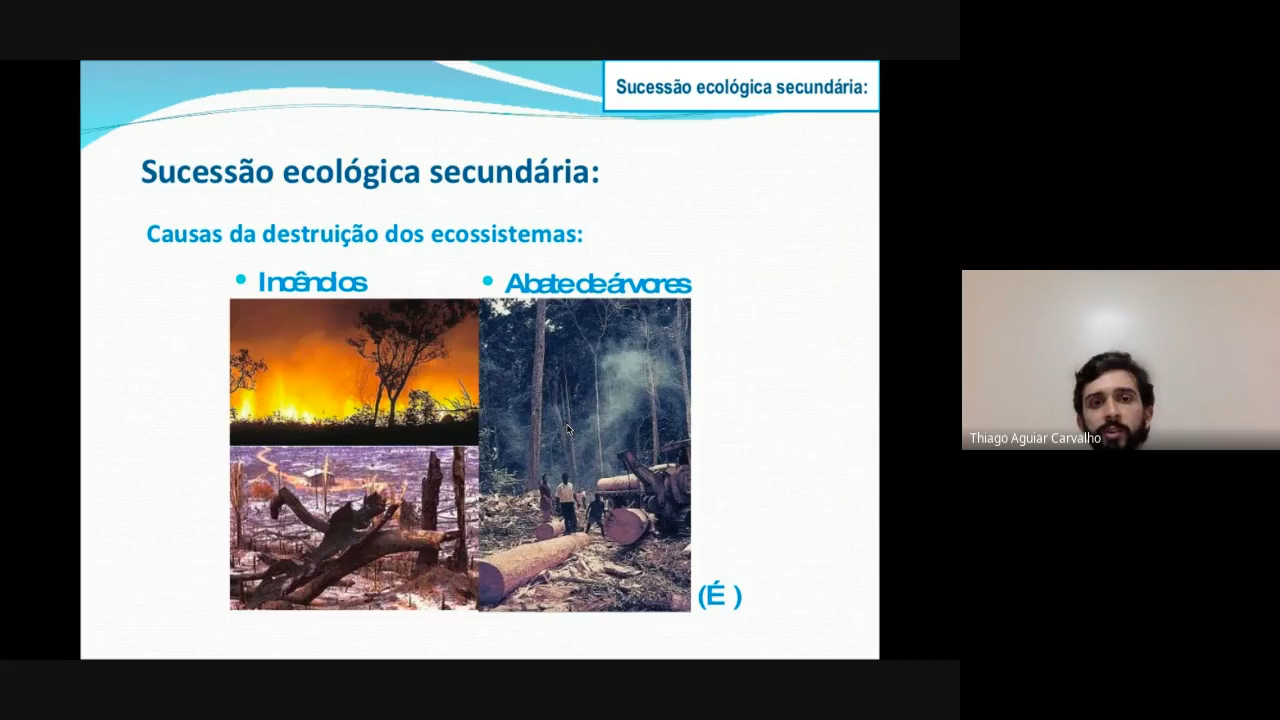 Sucessão ecológica secundária:
Sucessão ecológica secundária:
Causas da destruição dos ecossistemas:
• Incêndios
• Abate de árvores
(É )
Thiago Aguiar Carvalho